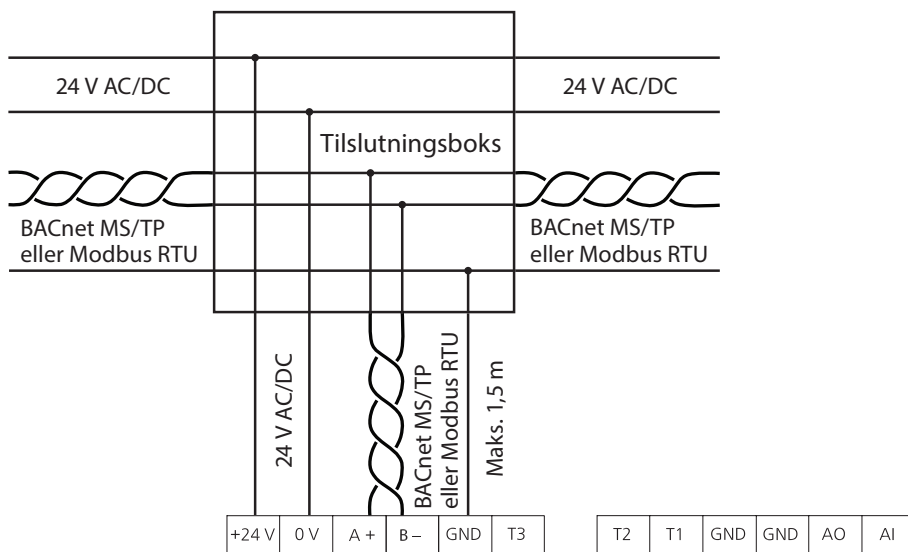 24 V AC/DC
24 V AC/DC
Tilslutningsboks
BACnet MS/TP
eller Modbus RTU
BACnet MS/TP
eller Modbus RTU
24 V AC/DC
BACnet MS/TP
eller Modbus RTU
Maks. 1,5 m
+24 V 0 V A + B – GND T3 T2 T1 GND GND AO AI